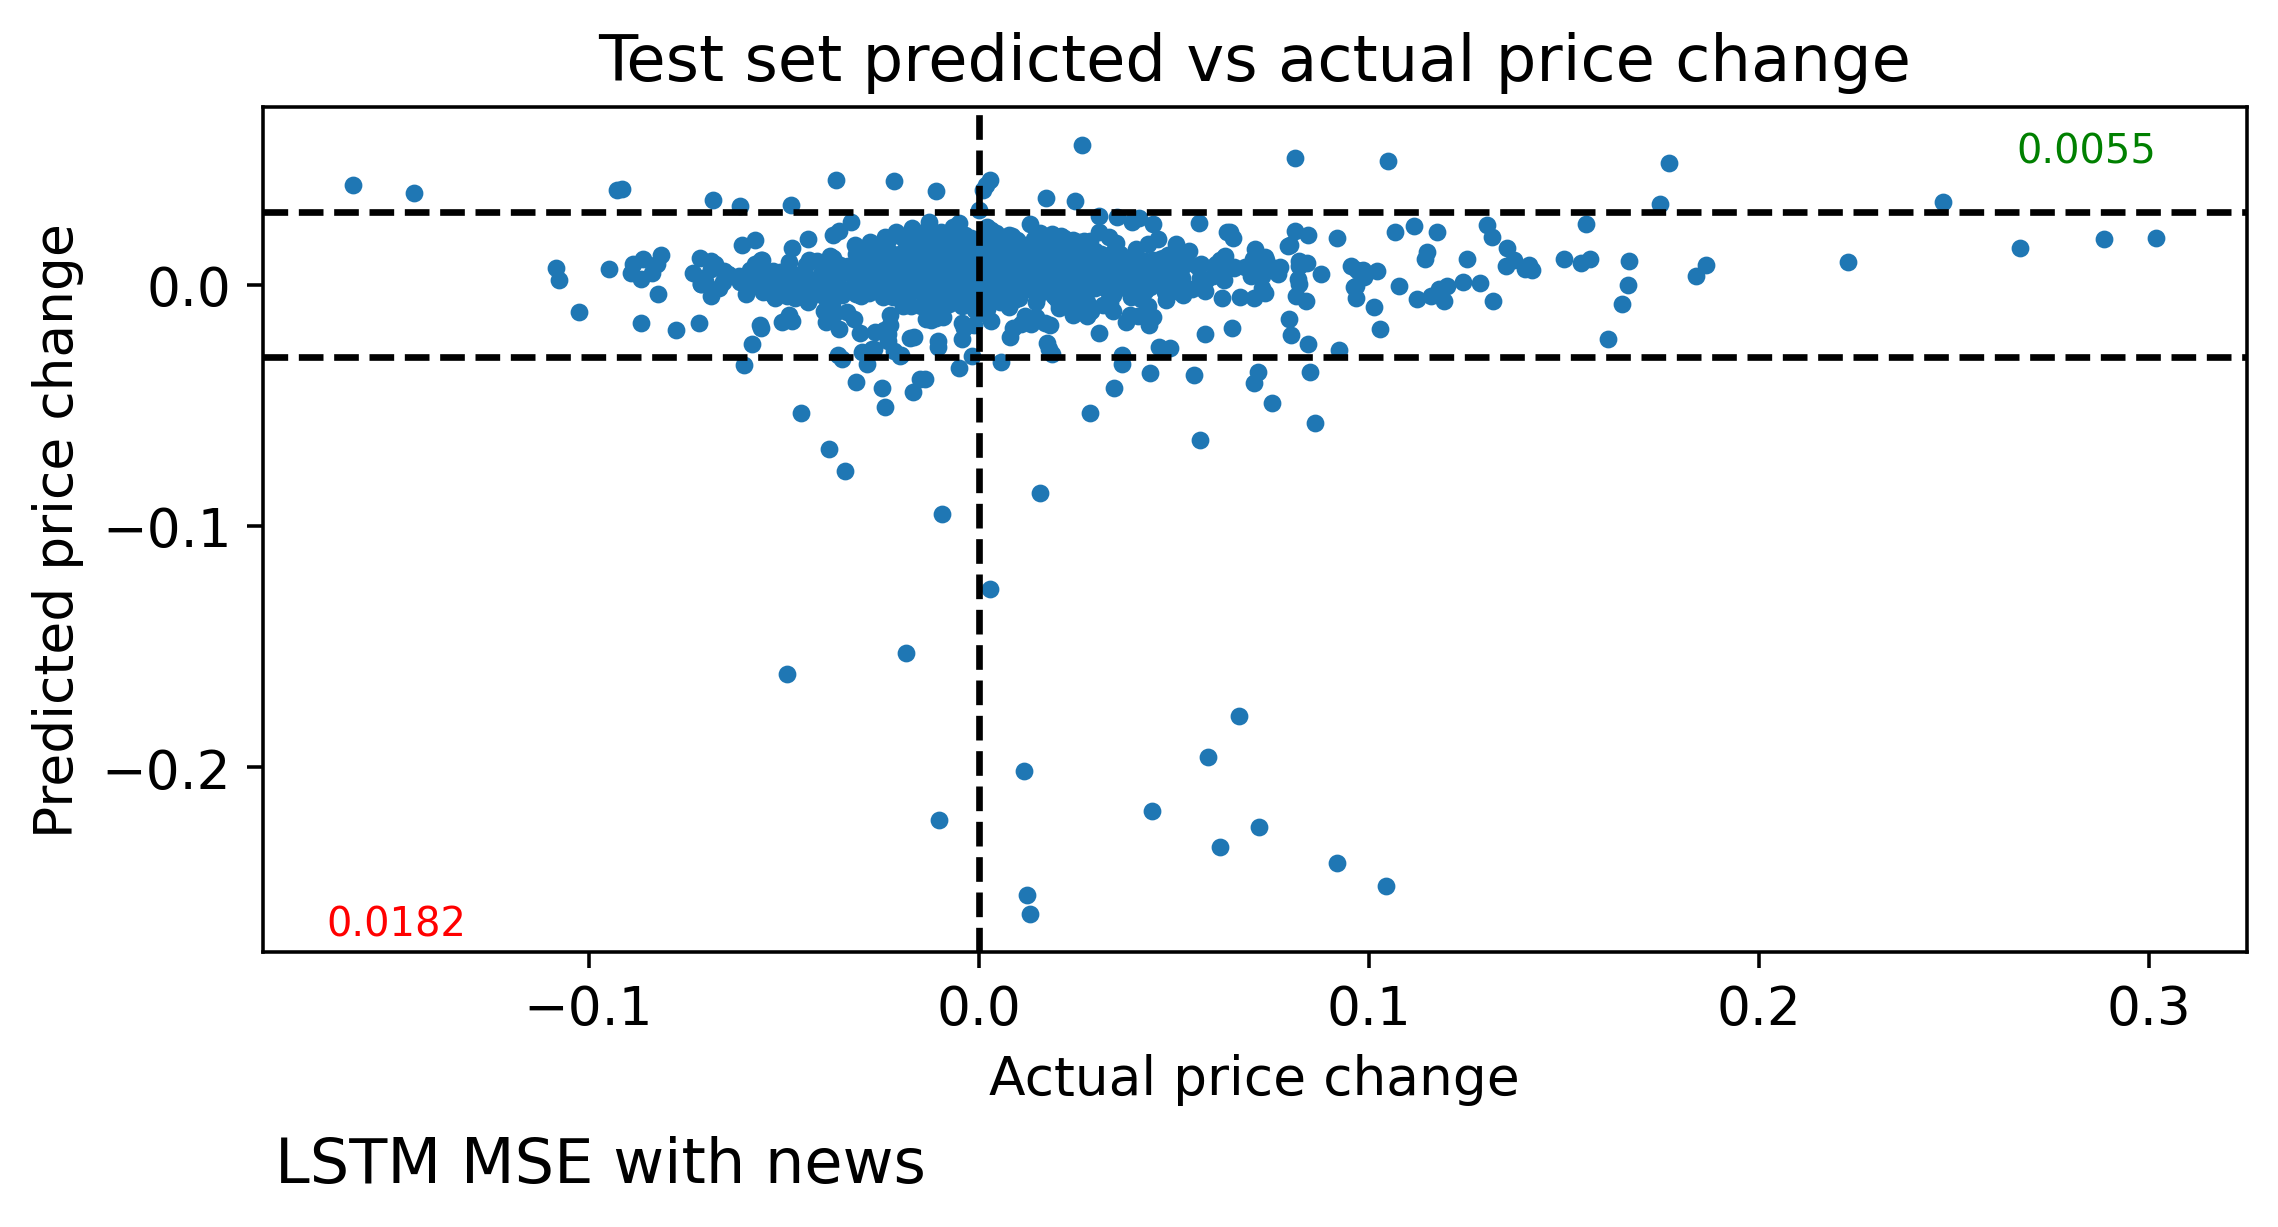 Test set predicted vs actual price change
0.0055
Predicted price change
0.0
−0.1
−0.2
0.0182
−0.1
0.0
0.1
0.2
0.3
Actual price change
LSTM MSE with news